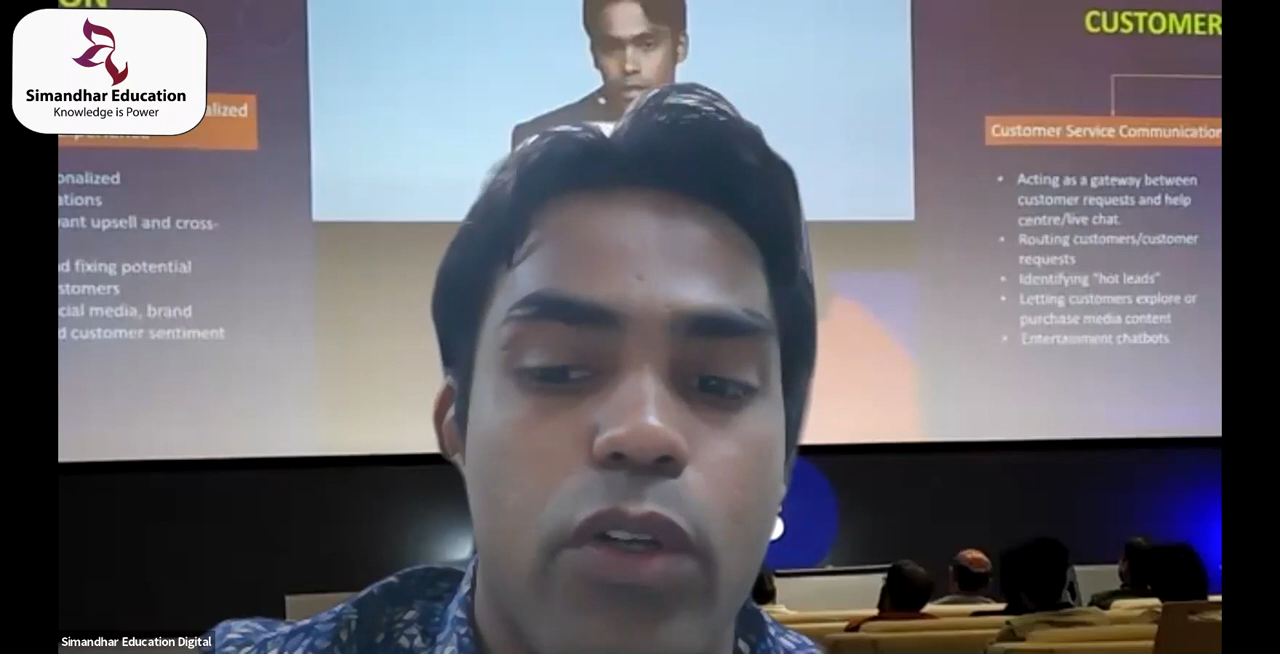 ON
Simandhar Education
Knowledge is Power
alized
onalized
ations
vant upsell and cross-
d fixing potential
stomers
cial media, brand
d customer sentiment
CUSTOMER
Customer Service Communication
• Acting as a gateway between
customer requests and help
centre/live chat.
• Routing customers/customer
requests
• Identifying "hot leads"
• Letting customers explore or
purchase media content
• Entertainment chatbots
Simandhar Education Digital